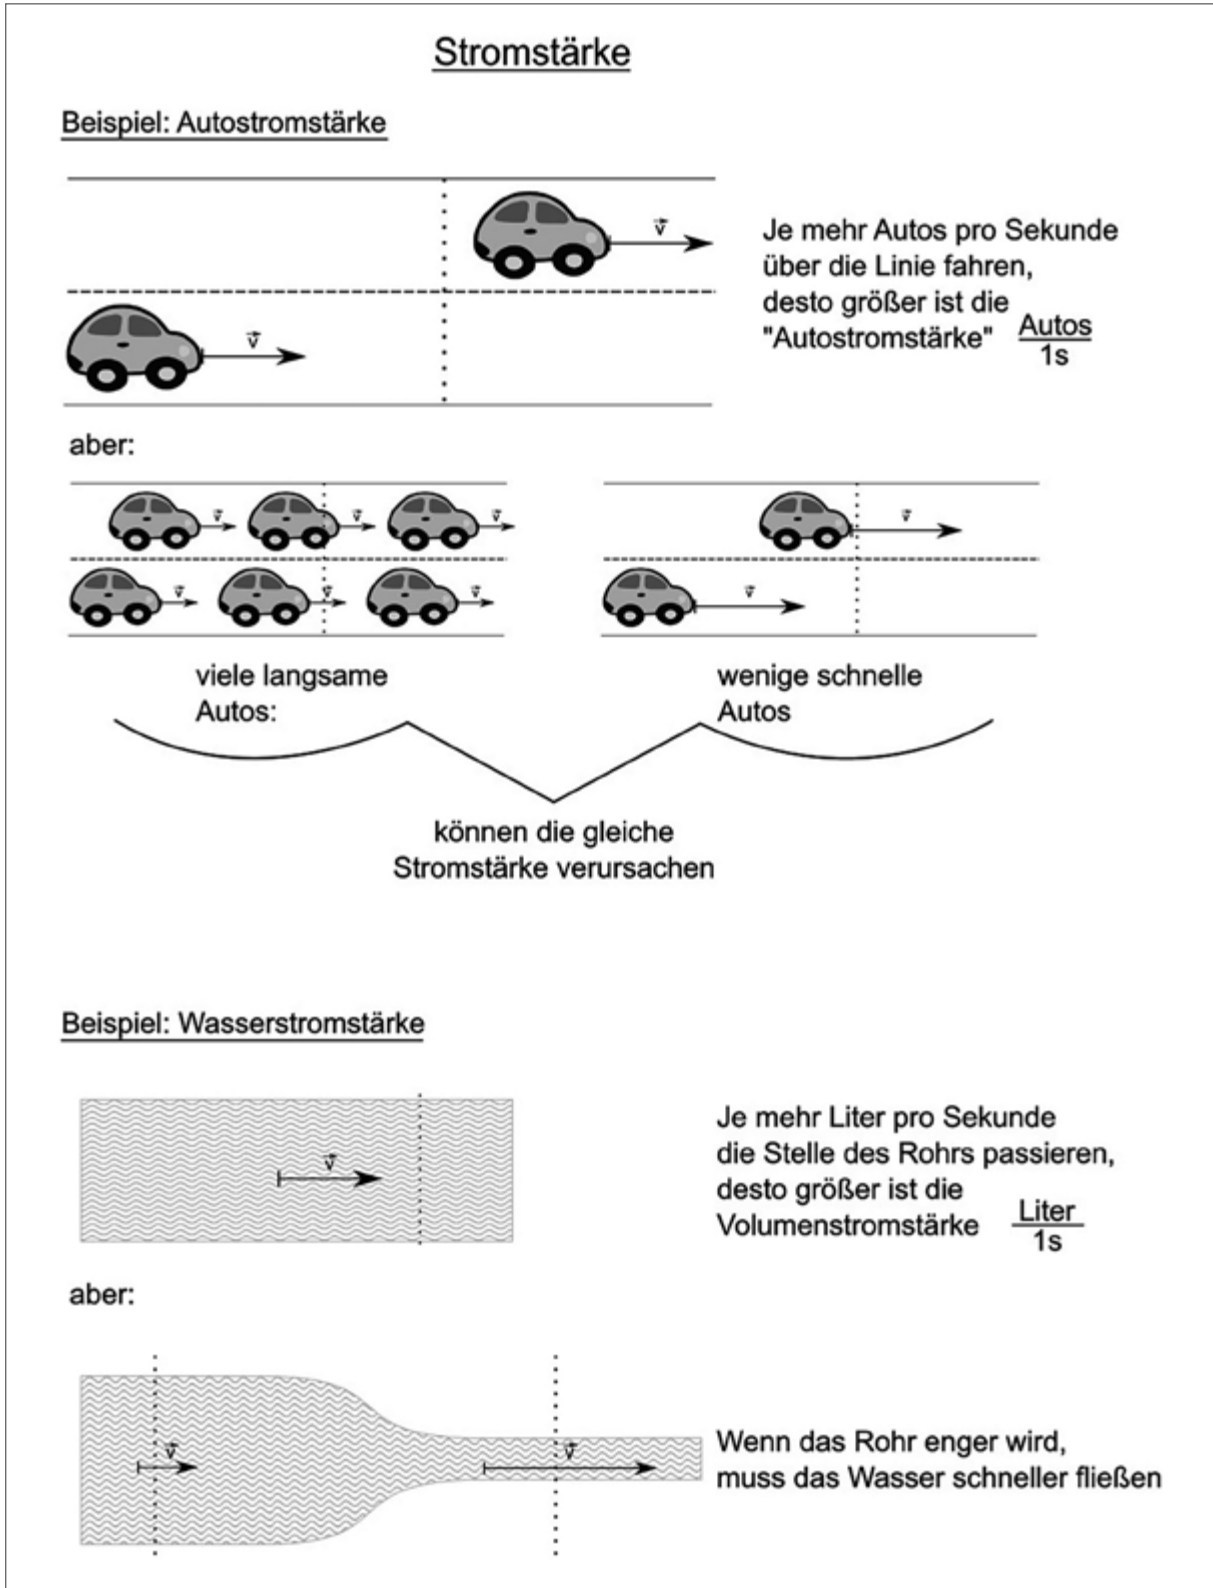 Stromstärke
Beispiel: Autostromstärke
v
v
Je mehr Autos pro Sekunde
über die Linie fahren,
desto größer ist die
"Autostromstärke" Autos
1s
aber:
v
v
v
v
v
v
v
v
viele langsame
Autos:
wenige schnelle
Autos
können die gleiche
Stromstärke verursachen
Beispiel: Wasserstromstärke
v
Je mehr Liter pro Sekunde
die Stelle des Rohrs passieren,
desto größer ist die
Volumenstromstärke Liter
1s
aber:
v
v
Wenn das Rohr enger wird,
muss das Wasser schneller fließen